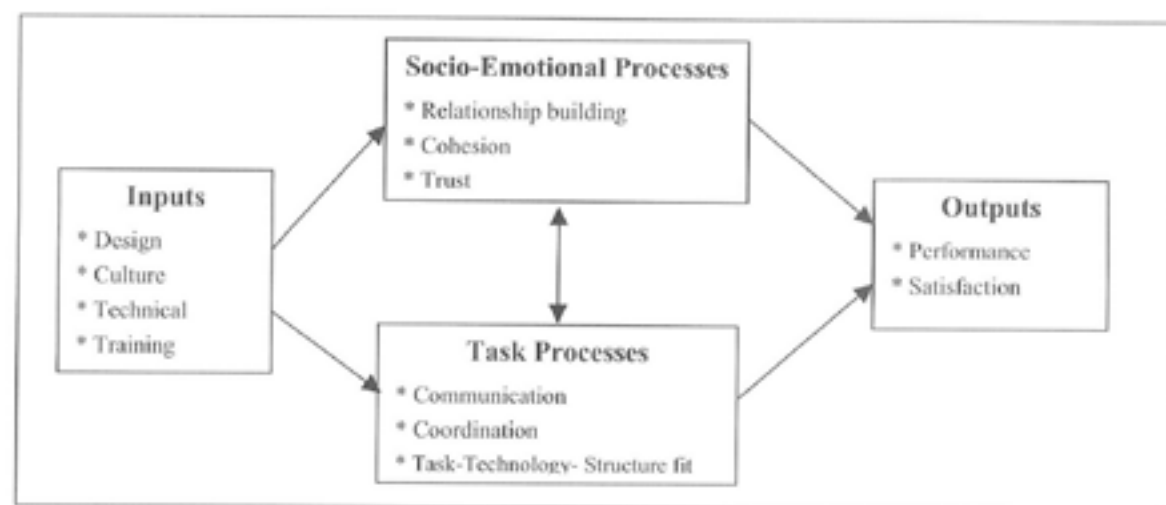 Socio-Emotional Processes
* Relationship building
* Cohesion
* Trust
Inputs
* Design
* Culture
* Technical
* Training
Outputs
* Performance
* Satisfaction
Task Processes
* Communication
* Coordination
* Task-Technology- Structure fit